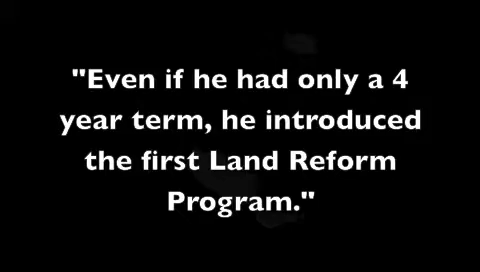 "Even if he had only a 4
year term, he introduced
the first Land Reform
Program."